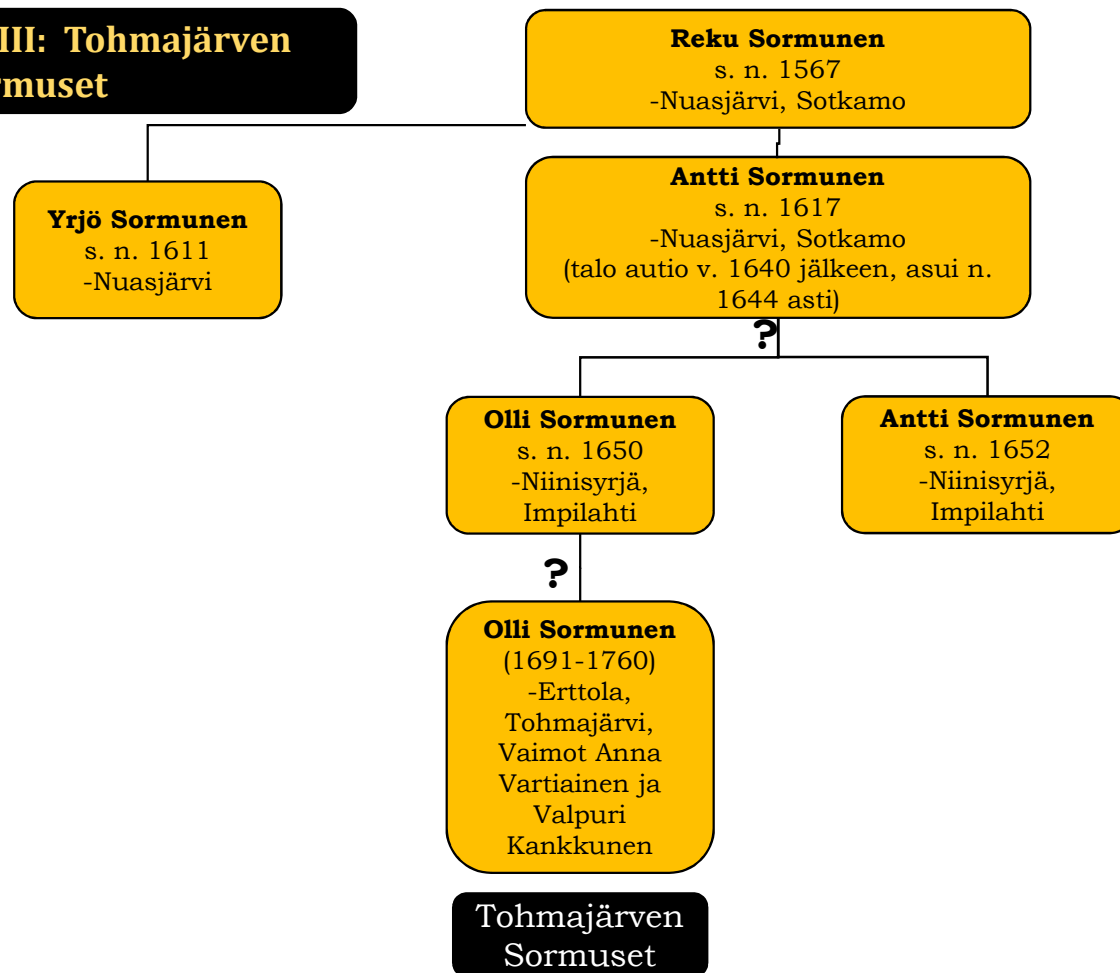 III: Tohmajärven
rmuset
Reku Sormunen
s. n. 1567
-Nuasjärvi, Sotkamo
Yrjö Sormunen
s. n. 1611
-Nuasjärvi
Antti Sormunen
s. n. 1617
-Nuasjärvi, Sotkamo
(talo autio v. 1640 jälkeen, asui n.
1644 asti)
?
Olli Sormunen
s. n. 1650
-Niinisyrjä,
Impilahti
Antti Sormunen
s. n. 1652
-Niinisyrjä,
Impilahti
?
Olli Sormunen
(1691-1760)
-Erttola,
Tohmajärvi,
Vaimot Anna
Vartiainen ja
Valpuri
Kankkunen
Tohmajärven
Sormuset